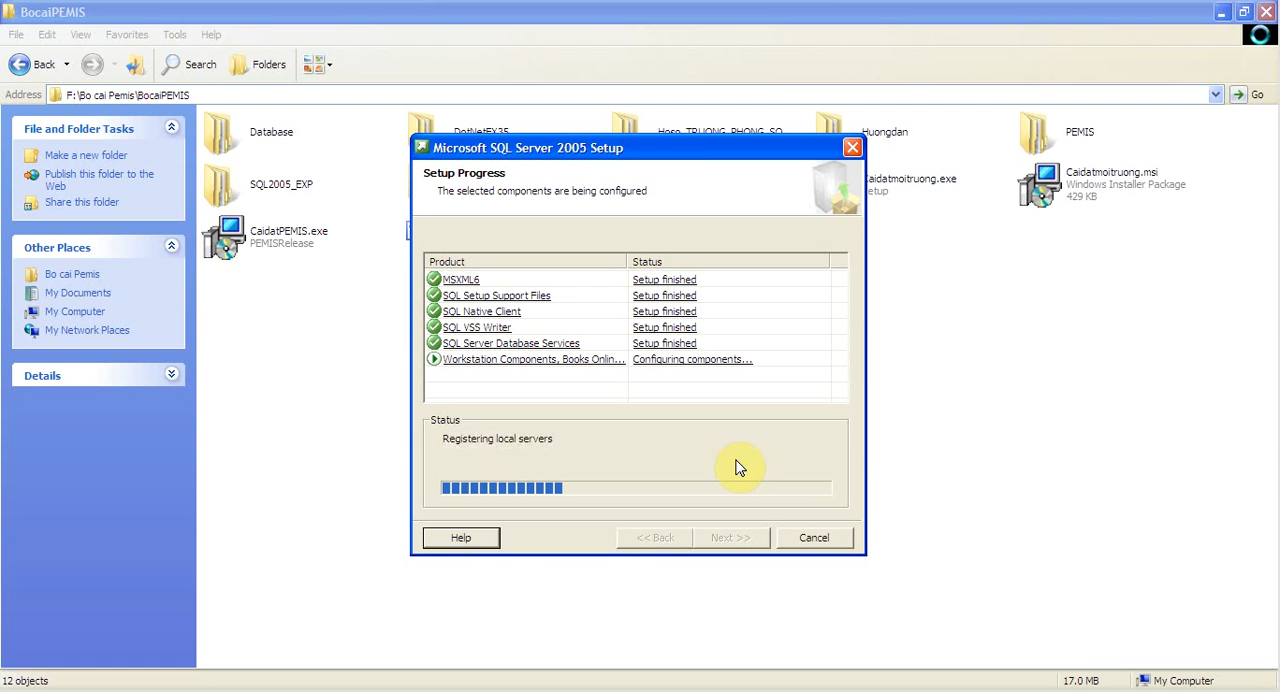 BocaiPEMIS
File Edit View Favorites Tools Help
Back Search Folders
Address F:\Bo cai Pemis\BocaiPEMIS Go
File and Folder Tasks
Make a new folder
Publish this folder to the
Web
Share this folder
Other Places
Bo cai Pemis
My Documents
My Computer
My Network Places
Details
Database
DotNetFX35
Hoso_TRUONG_PHONG_SO
Huongdan
PEMIS
SQL2005_EXP
Caidatmoitruong.exe
Setup
Caidatmoitruong.msi
Windows Installer Package
429 KB
CaidatPEMIS.exe
PEMISRelease
Microsoft SQL Server 2005 Setup
Setup Progress
The selected components are being configured
Product Status
MSXML6 Setup finished
SQL Setup Support Files Setup finished
SQL Native Client Setup finished
SQL VSS Writer Setup finished
SQL Server Database Services Setup finished
Workstation Components, Books Onlin... Configuring components...
Status
Registering local servers
Help << Back Next >> Cancel
12 objects 17.0 MB My Computer